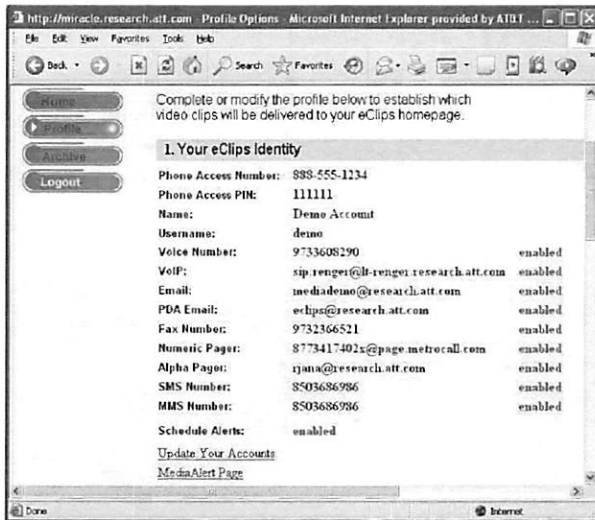 http://miracle.research.att.com - Profile Options - Microsoft Internet Explorer provided by AT&T ...
File Edit View Favorites Tools Help
Back Search Favorites
Home
Profile
Archive
Logout
Complete or modify the profile below to establish which
video clips will be delivered to your eClips homepage.
1. Your eClips Identity
Phone Access Number: 888-555-1234
Phone Access PIN: 111111
Name: Demo Account
Username: demo
Voice Number: 9733608290 enabled
VoIP: sip.renger@lt-renger.research.att.com enabled
Email: mediademo@research.att.com enabled
PDA Email: eclips@research.att.com enabled
Fax Number: 9732366521 enabled
Numeric Pager: 8773417402x@page.metrocall.com enabled
Alpha Pager: rjana@research.att.com enabled
SMS Number: 8503686986 enabled
MMS Number: 8503686986 enabled
Schedule Alerts: enabled
Update Your Accounts
MediaAlert Page
Done Internet